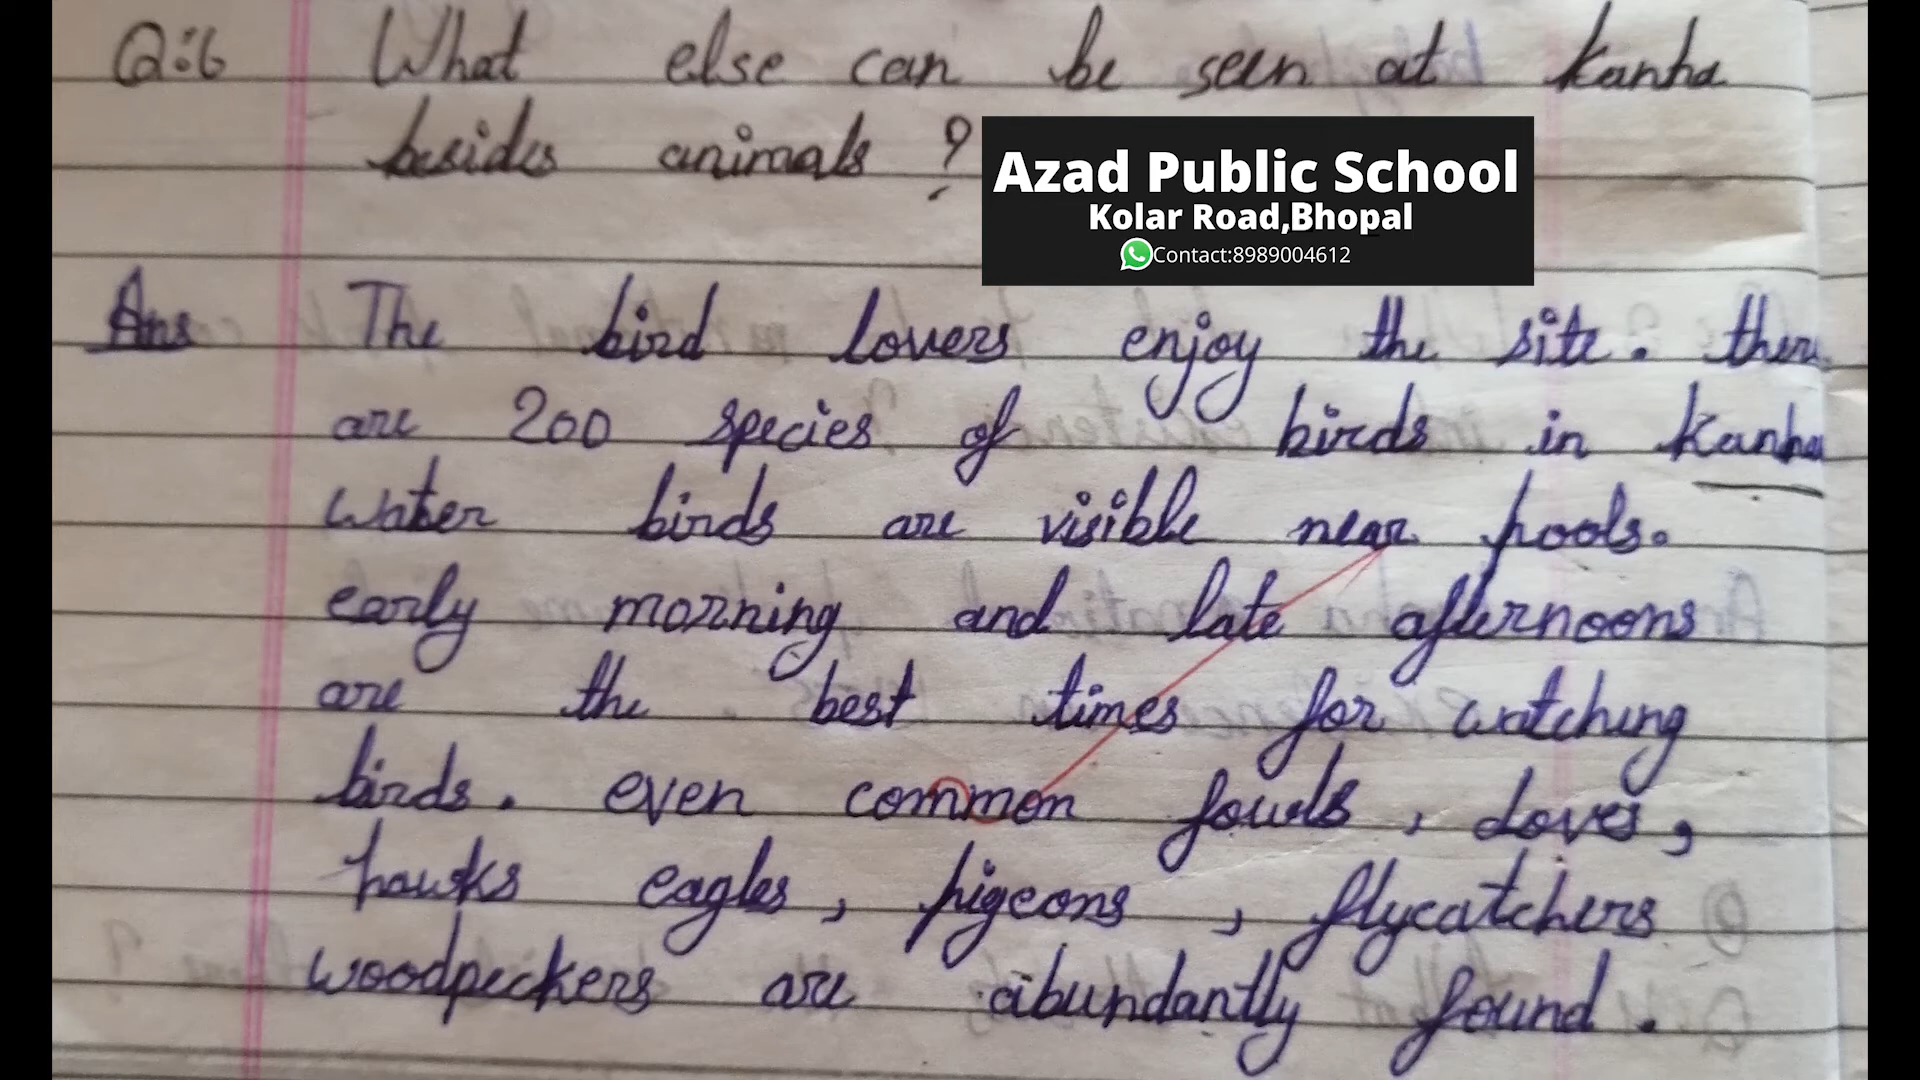 Q:6 What else can be seen at Kanha
besides animals ?
Azad Public School
Kolar Road,Bhopal
Contact:8989004612
Ans The bird lovers enjoy the site. there
are 200 species of birds in Kanha
water birds are visible near pools.
early morning and late afternoons
are the best times for watching
birds. even common fowls, doves,
hawks eagles, pigeons, flycatchers
woodpeckers are abundantly found.